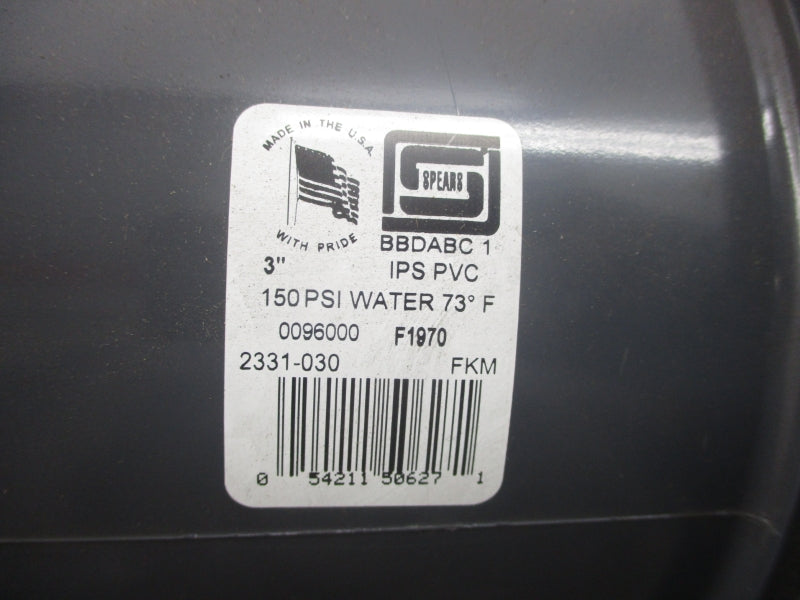 MADE IN THE U.S.A.
WITH PRIDE
SPEARS
BBDABC 1
3" IPS PVC
150 PSI WATER 73° F
0096000 F1970
2331-030 FKM
0 54211 50627 1